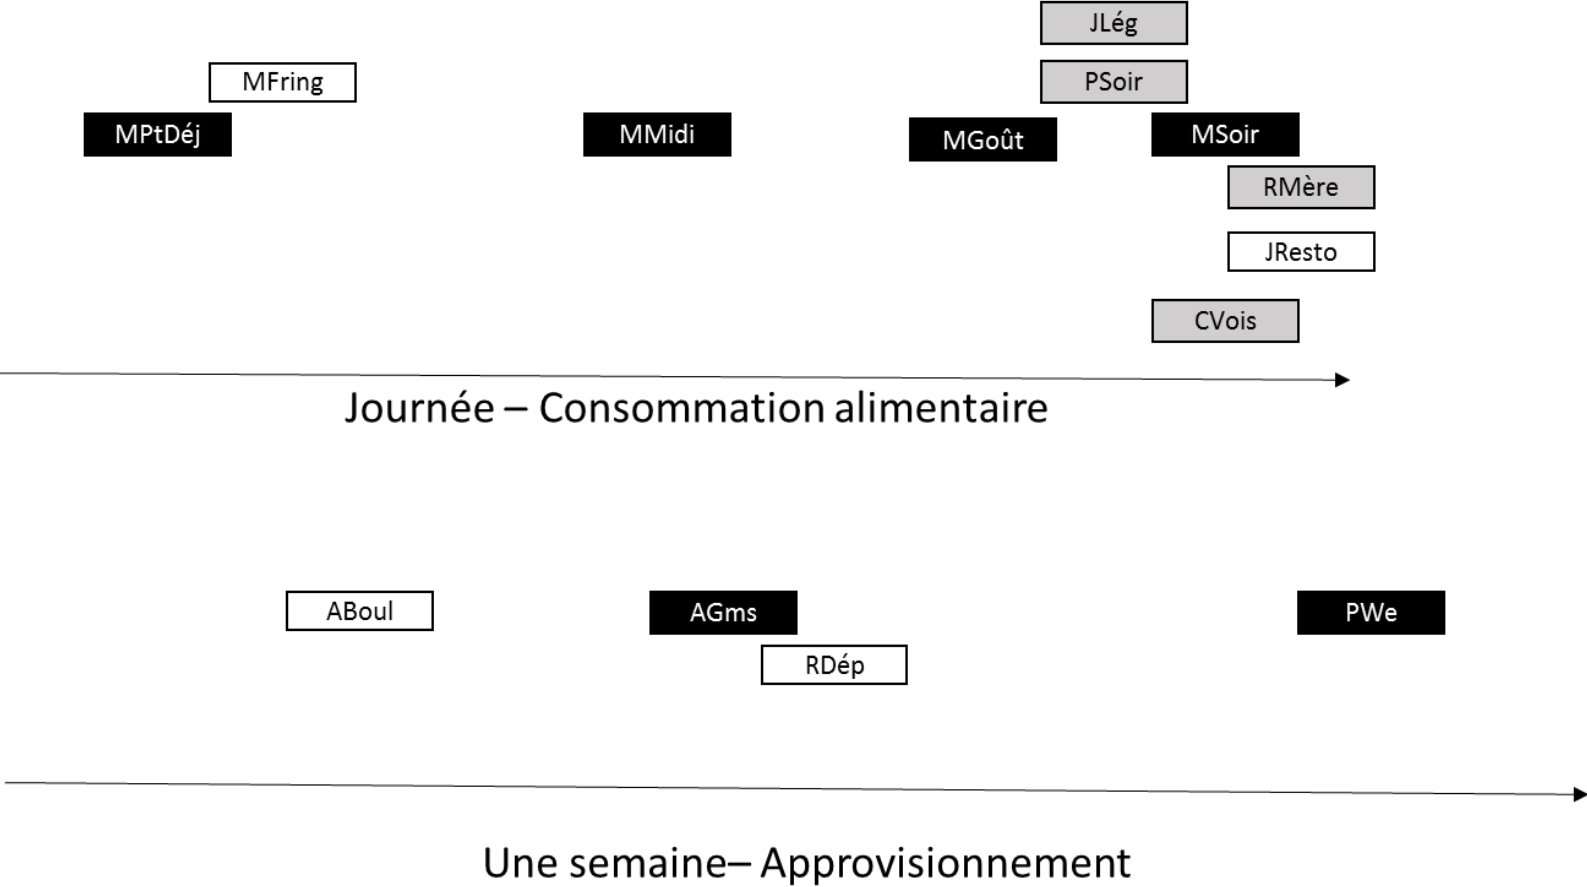 JLég
MFring
PSoir
MPtDéj
MMidi
MGoût
MSoir
RMère
JResto
CVois
Journée – Consommation alimentaire
ABoul
AGms
PWe
RDép
Une semaine– Approvisionnement